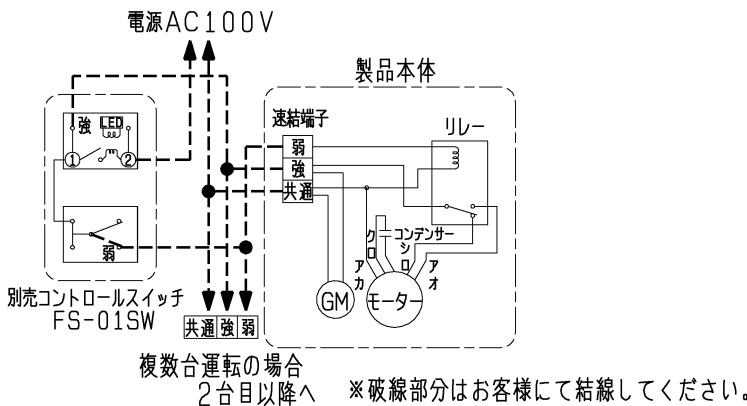 電源AC100V
製品本体
速結端子
リレー
強 LED
弱
強
① ②
共通
コンデンサー
クロ
シロ
弱
アカ
アオ
GM
モーター
別売コントロールスイッチ
FS-01SW
共通 強 弱
複数台運転の場合
2台目以降へ
※破線部分はお客様にて結線してください。